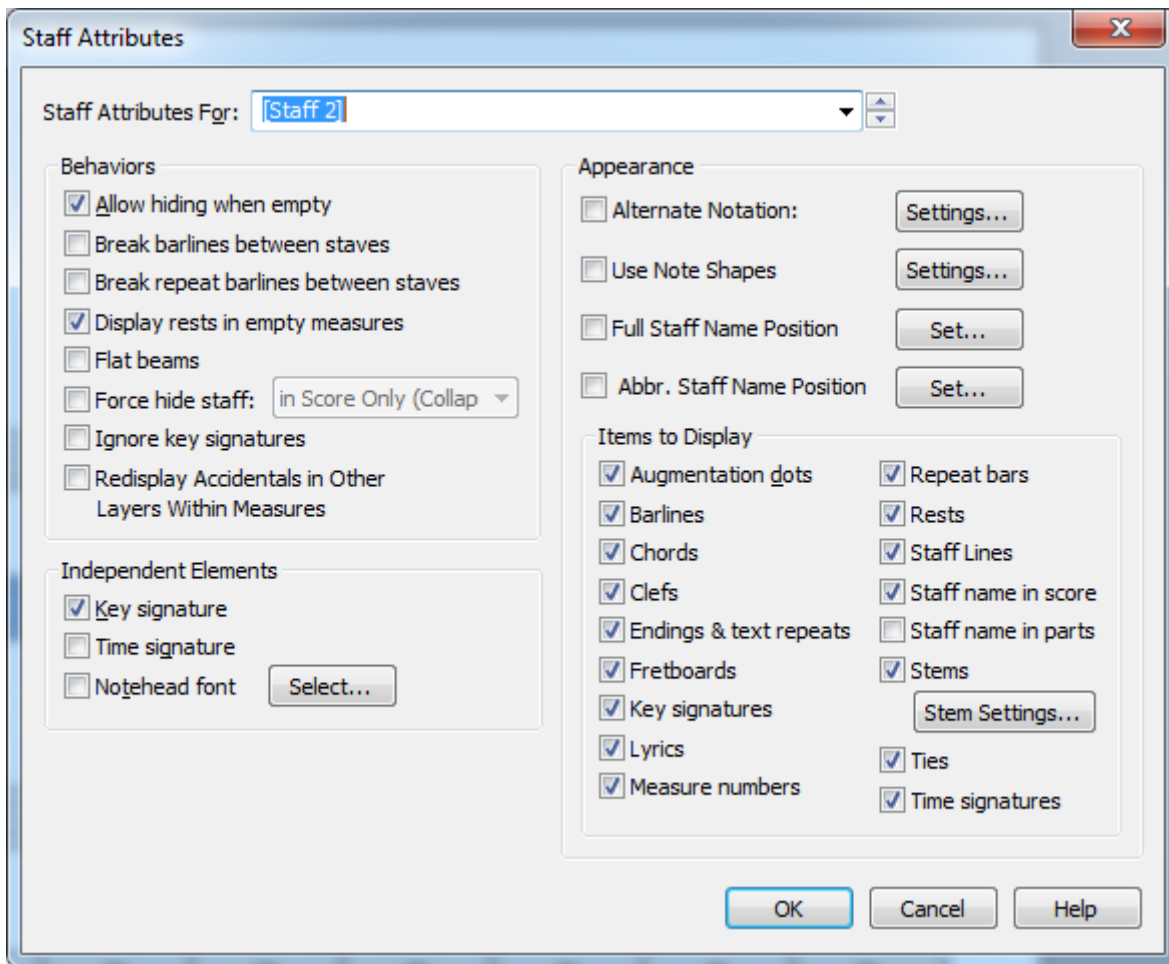 Staff Attributes
Staff Attributes For: [Staff 2]
Behaviors
Allow hiding when empty
Break barlines between staves
Break repeat barlines between staves
Display rests in empty measures
Flat beams
Force hide staff: in Score Only (Collap
Ignore key signatures
Redisplay Accidentals in Other
Layers Within Measures
Independent Elements
Key signature
Time signature
Notehead font Select...
Appearance
Alternate Notation: Settings...
Use Note Shapes Settings...
Full Staff Name Position Set...
Abbr. Staff Name Position Set...
Items to Display
Augmentation dots
Barlines
Chords
Clefs
Endings & text repeats
Fretboards
Key signatures
Lyrics
Measure numbers
Repeat bars
Rests
Staff Lines
Staff name in score
Staff name in parts
Stems
Stem Settings...
Ties
Time signatures
OK Cancel Help